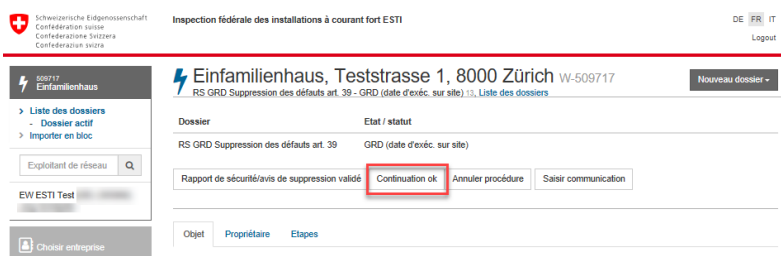 Schweizerische Eidgenossenschaft
Confédération suisse
Confederazione Svizzera
Confederaziun svizra
Inspection fédérale des installations à courant fort ESTI
DE FR IT
Logout
509717
Einfamilienhaus
Liste des dossiers
- Dossier actif
Importer en bloc
Exploitant de réseau
EW ESTI Test
Choisir entreprise
Einfamilienhaus, Teststrasse 1, 8000 Zürich W-509717
RS GRD Suppression des défauts art. 39 - GRD (date d'exéc. sur site) 13, Liste des dossiers
Nouveau dossier
Dossier Etat / statut
RS GRD Suppression des défauts art. 39 GRD (date d'exéc. sur site)
Rapport de sécurité/avis de suppression validé Continuation ok Annuler procédure Saisir communication
Objet Propriétaire Etapes